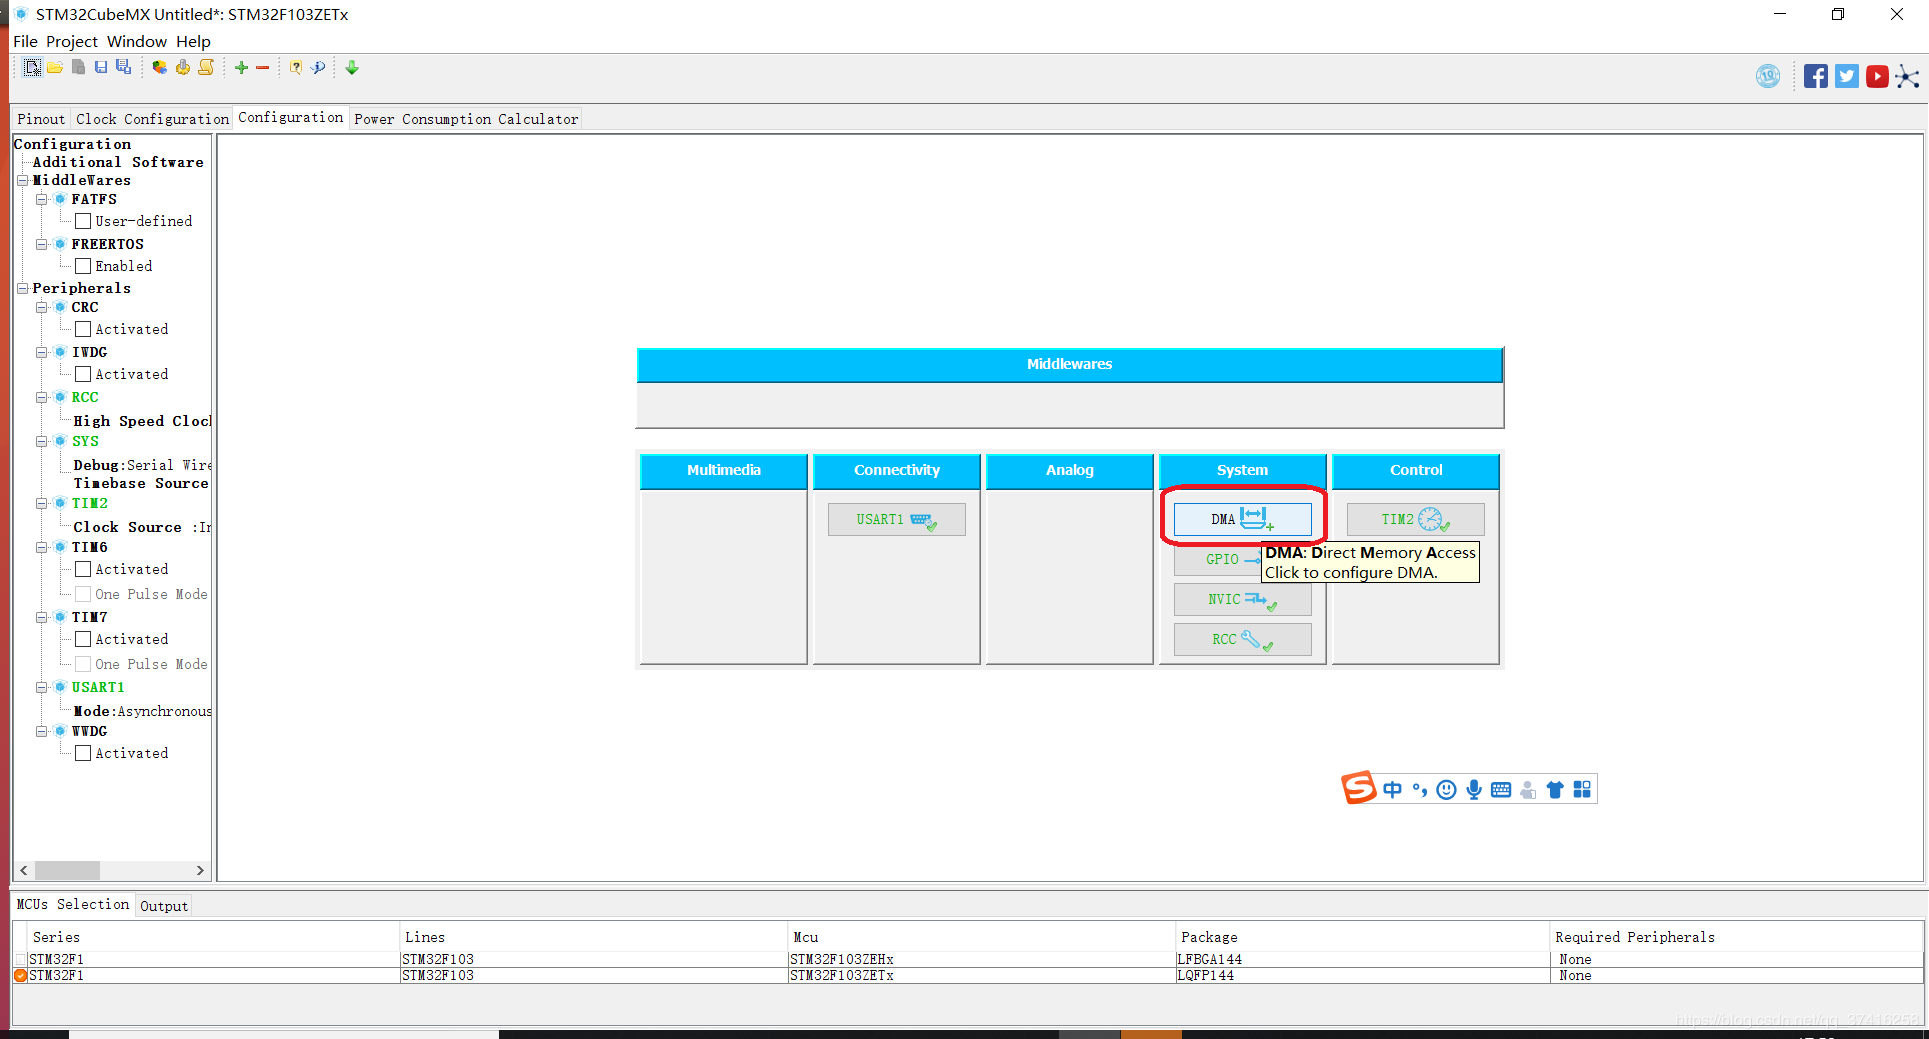 STM32CubeMX Untitled*: STM32F103ZETx
File Project Window Help
10
Pinout Clock Configuration Configuration Power Consumption Calculator
Configuration
Additional Software
MiddleWares
FATFS
User-defined
FREERTOS
Enabled
Peripherals
CRC
Activated
IWDG
Activated
RCC
High Speed Cloc
SYS
Debug:Serial Wire
Timebase Source
TIM2
Clock Source :In
TIM6
Activated
One Pulse Mode
TIM7
Activated
One Pulse Mode
USART1
Mode:Asynchronous
WWDG
Activated
Middlewares
Multimedia Connectivity Analog System Control
USART1 DMA TIM2
GPIO
DMA: Direct Memory Access
Click to configure DMA.
NVIC
RCC
S 中
MCUs Selection Output
Series Lines Mcu Package Required Peripherals
STM32F1 STM32F103 STM32F103ZEHx LFBGA144 None
STM32F1 STM32F103 STM32F103ZETx LQFP144 None
https://blog.csdn.net/qq_37416258